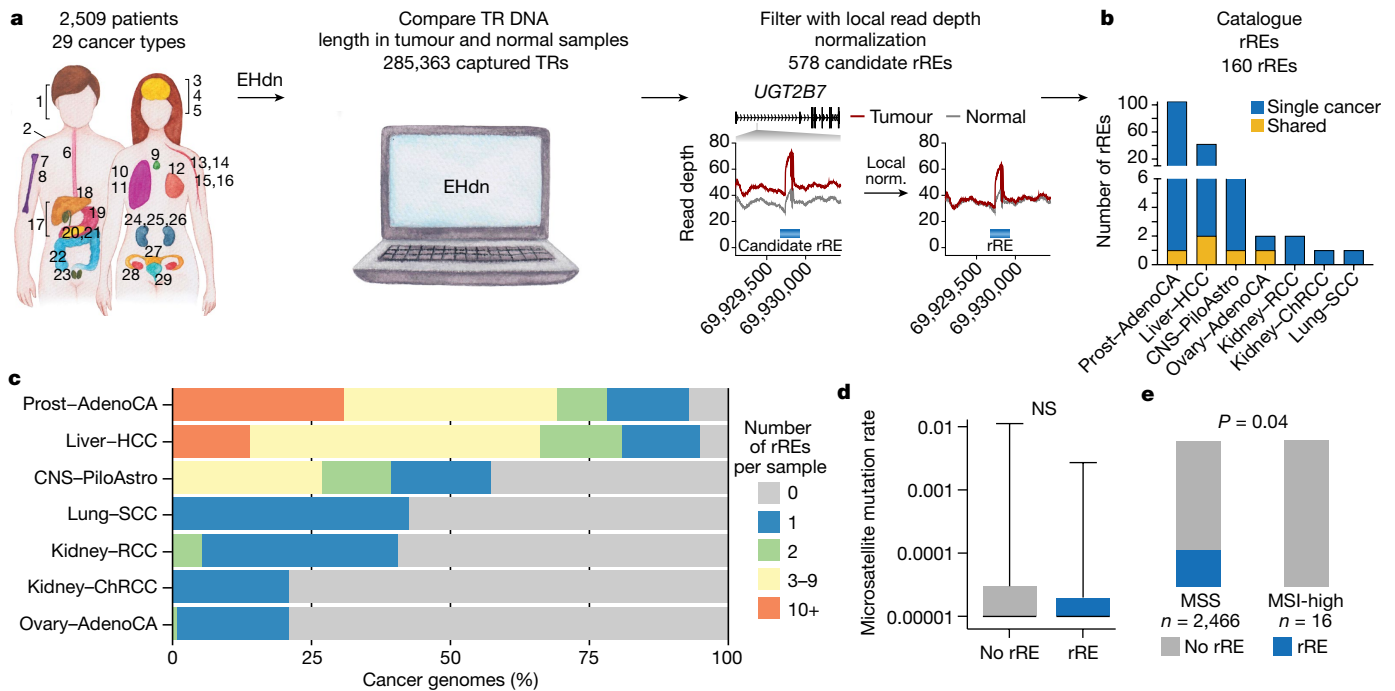 a
2,509 patients
29 cancer types
1
2
3
4
5
6
7
8
9
10
11
12
13,14
15,16
17
18
19
20,21
22
23
24,25,26
27
28
29
EHdn
Compare TR DNA
length in tumour and normal samples
285,363 captured TRs
EHdn
Filter with local read depth
normalization
578 candidate rREs
UGT2B7
Tumour
Normal
Read depth
80
60
40
20
0
Candidate rRE
69,929,500
69,930,000
Local
norm.
80
60
40
20
0
rRE
69,929,500
69,930,000
b
Catalogue
rREs
160 rREs
Single cancer
Shared
Number of rREs
100
60
20
6
4
2
0
Prost–AdenoCA
Liver–HCC
CNS–PiloAstro
Ovary–AdenoCA
Kidney–RCC
Kidney–ChRCC
Lung–SCC
c
Prost–AdenoCA
Liver–HCC
CNS–PiloAstro
Lung–SCC
Kidney–RCC
Kidney–ChRCC
Ovary–AdenoCA
0
25
50
75
100
Cancer genomes (%)
Number
of rREs
per sample
0
1
2
3–9
10+
d
NS
Microsatellite mutation rate
0.01
0.001
0.0001
0.00001
No rRE
rRE
e
P = 0.04
MSS
n = 2,466
MSI-high
n = 16
No rRE
rRE